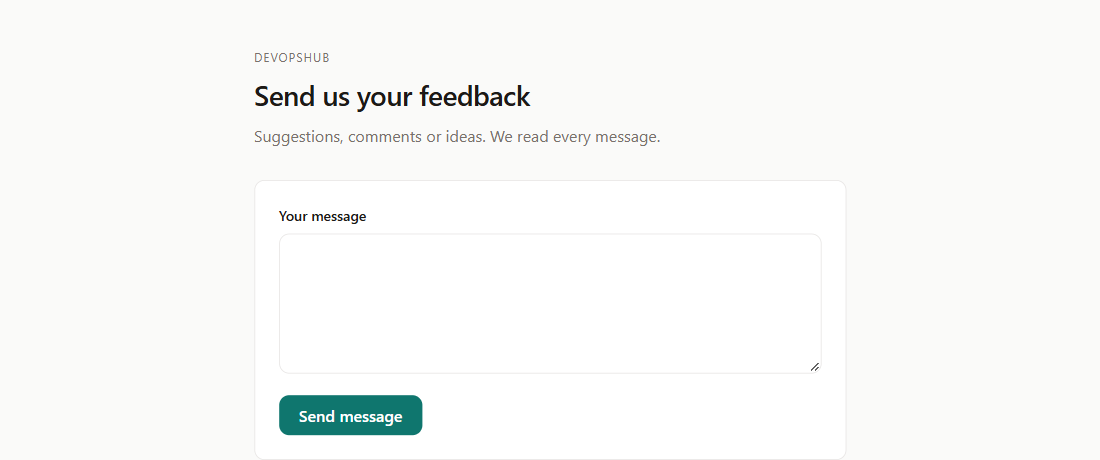 DEVOPSHUB
Send us your feedback
Suggestions, comments or ideas. We read every message.
Your message
Send message